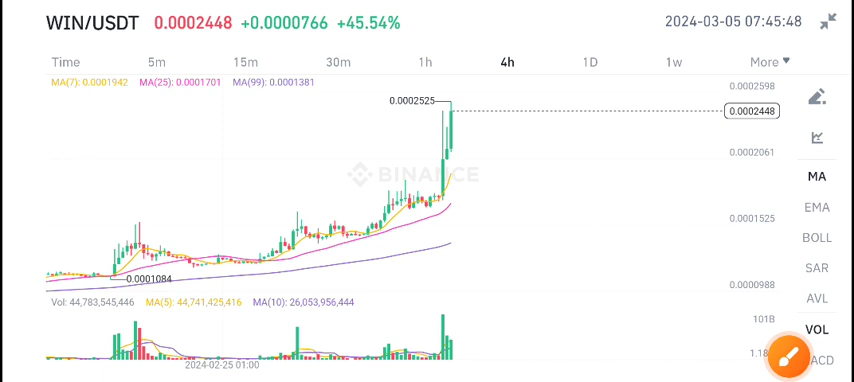 WIN/USDT 0.0002448 +0.0000766 +45.54% 2024-03-05 07:45:48
Time 5m 15m 30m 1h 4h 1D 1w More
MA(7): 0.0001942 MA(25): 0.0001701 MA(99): 0.0001381
0.0002598
0.0002525
0.0002448
0.0002061
BINANCE
MA
EMA
0.0001525
BOLL
SAR
0.0001084
0.0000988
AVL
Vol: 44,783,545,446 MA(5): 44,741,425,416 MA(10): 26,053,956,444
101B
VOL
1.18
ACD
2024-02-25 01:00